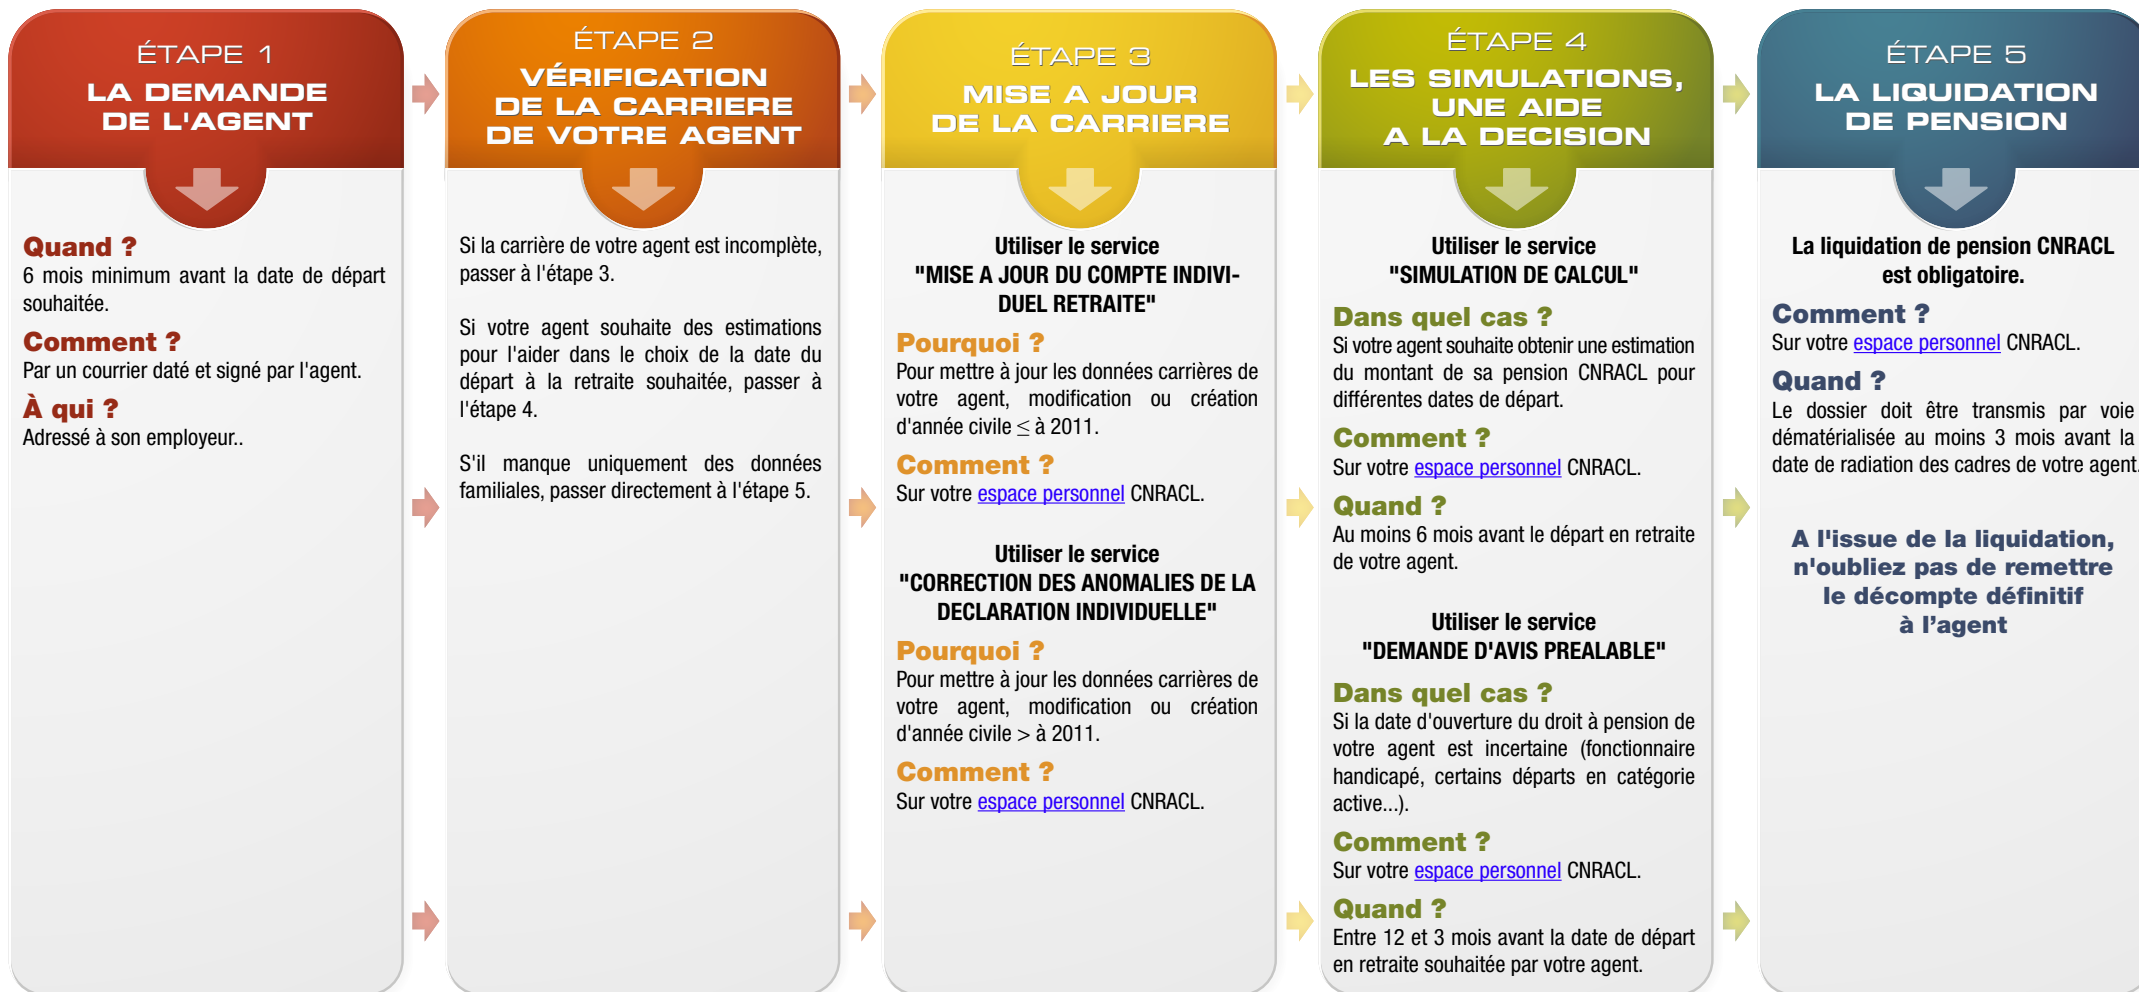 ÉTAPE 1
LA DEMANDE
DE L'AGENT
Quand ?
6 mois minimum avant la date de départ
souhaitée.
Comment ?
Par un courrier daté et signé par l'agent.
À qui ?
Adressé à son employeur..
ÉTAPE 2
VÉRIFICATION
DE LA CARRIERE
DE VOTRE AGENT
Si la carrière de votre agent est incomplète,
passer à l'étape 3.
Si votre agent souhaite des estimations
pour l'aider dans le choix de la date du
départ à la retraite souhaitée, passer à
l'étape 4.
S'il manque uniquement des données
familiales, passer directement à l'étape 5.
ÉTAPE 3
MISE A JOUR
DE LA CARRIERE
Utiliser le service
"MISE A JOUR DU COMPTE INDIVI-
DUEL RETRAITE"
Pourquoi ?
Pour mettre à jour les données carrières de
votre agent, modification ou création
d'année civile ≤ à 2011.
Comment ?
Sur votre espace personnel CNRACL.
Utiliser le service
"CORRECTION DES ANOMALIES DE LA
DECLARATION INDIVIDUELLE"
Pourquoi ?
Pour mettre à jour les données carrières de
votre agent, modification ou création
d'année civile > à 2011.
Comment ?
Sur votre espace personnel CNRACL.
ÉTAPE 4
LES SIMULATIONS,
UNE AIDE
A LA DECISION
Utiliser le service
"SIMULATION DE CALCUL"
Dans quel cas ?
Si votre agent souhaite obtenir une estimation
du montant de sa pension CNRACL pour
différentes dates de départ.
Comment ?
Sur votre espace personnel CNRACL.
Quand ?
Au moins 6 mois avant le départ en retraite
de votre agent.
Utiliser le service
"DEMANDE D'AVIS PREALABLE"
Dans quel cas ?
Si la date d'ouverture du droit à pension de
votre agent est incertaine (fonctionnaire
handicapé, certains départs en catégorie
active...).
Comment ?
Sur votre espace personnel CNRACL.
Quand ?
Entre 12 et 3 mois avant la date de départ
en retraite souhaitée par votre agent.
ÉTAPE 5
LA LIQUIDATION
DE PENSION
La liquidation de pension CNRACL
est obligatoire.
Comment ?
Sur votre espace personnel CNRACL.
Quand ?
Le dossier doit être transmis par voie
dématérialisée au moins 3 mois avant la
date de radiation des cadres de votre agent.
A l'issue de la liquidation,
n'oubliez pas de remettre
le décompte définitif
à l’agent